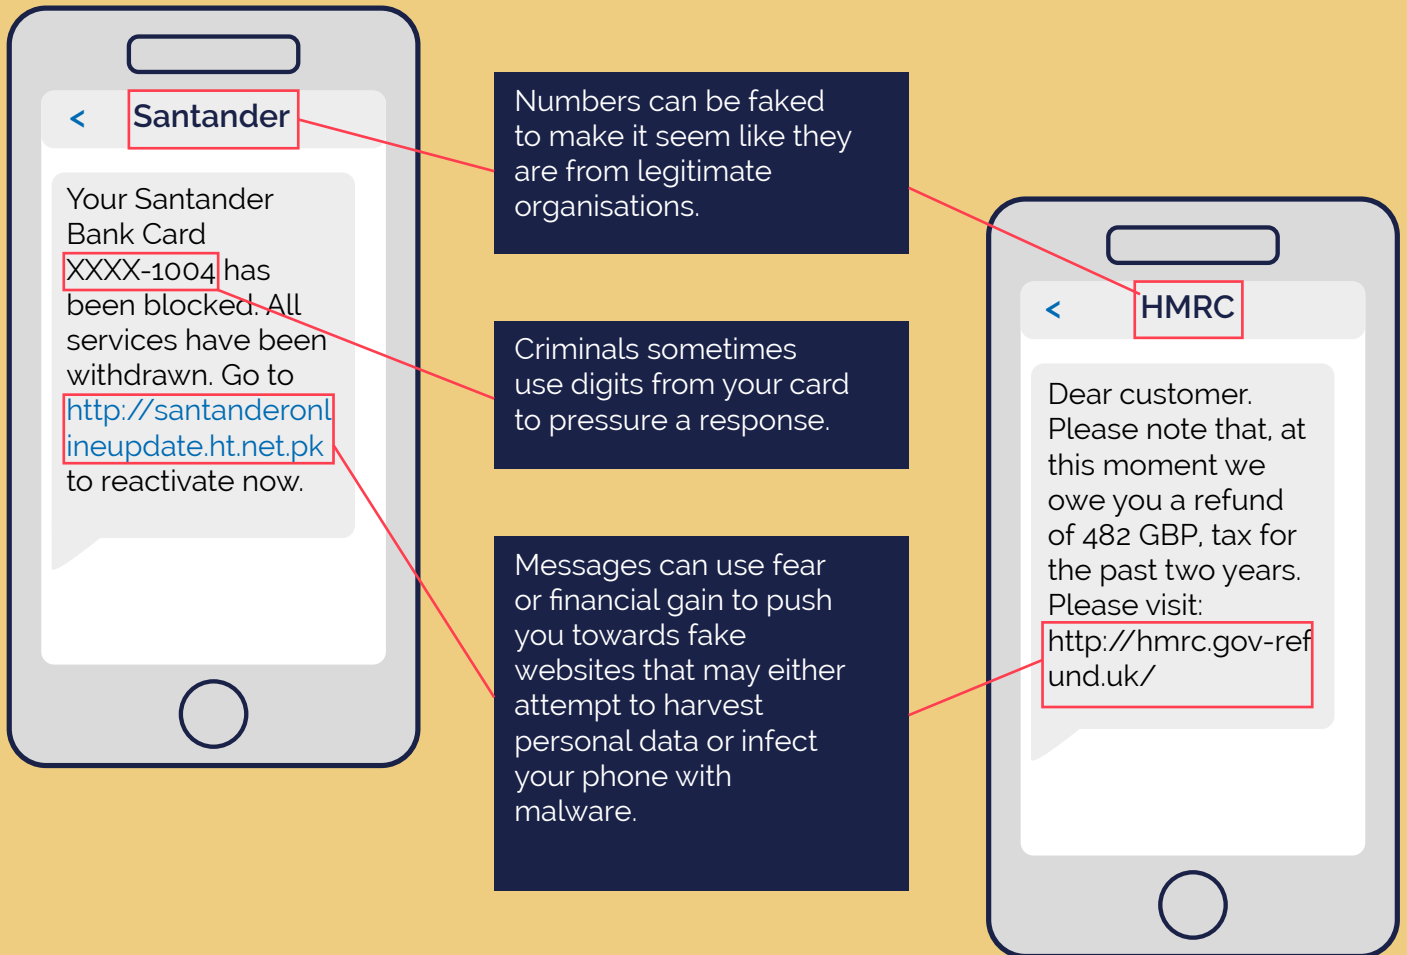 < Santander
Your Santander
Bank Card
XXXX-1004 has
been blocked. All
services have been
withdrawn. Go to
http://santanderonl
ineupdate.ht.net.pk
to reactivate now.
Numbers can be faked
to make it seem like they
are from legitimate
organisations.
Criminals sometimes
use digits from your card
to pressure a response.
Messages can use fear
or financial gain to push
you towards fake
websites that may either
attempt to harvest
personal data or infect
your phone with
malware.
< HMRC
Dear customer.
Please note that, at
this moment we
owe you a refund
of 482 GBP, tax for
the past two years.
Please visit:
http://hmrc.gov-ref
und.uk/